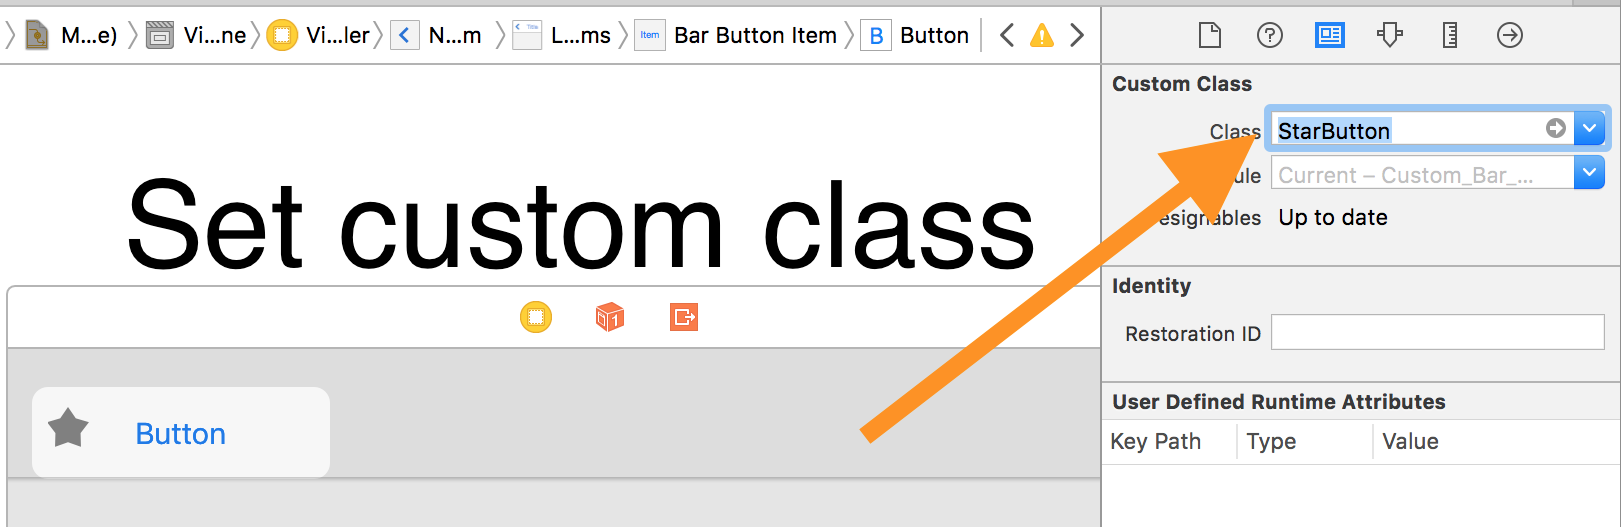 M...e) Vi...ne Vi...ler N...m L...ms Item Bar Button Item B Button
Custom Class
Class StarButton
ule Current – Custom_Bar_...
esignables Up to date
Set custom class
Identity
Restoration ID
Button
User Defined Runtime Attributes
Key Path Type Value